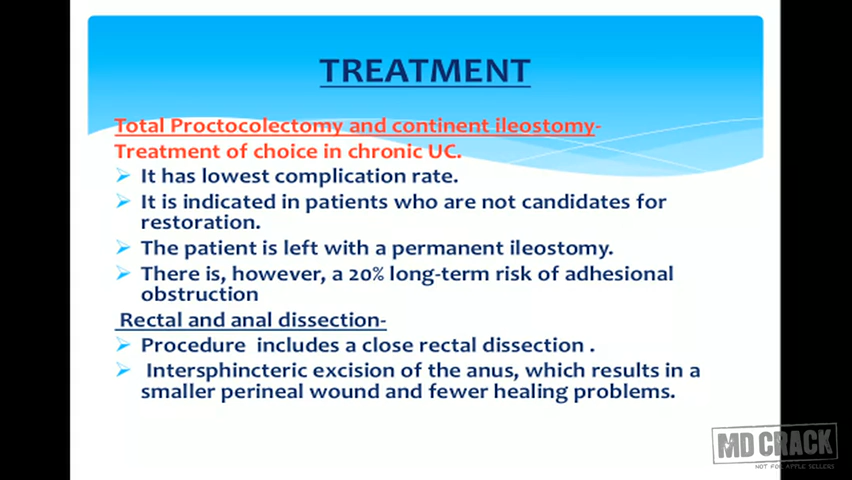 TREATMENT
Total Proctocolectomy and continent ileostomy-
Treatment of choice in chronic UC.
It has lowest complication rate.
It is indicated in patients who are not candidates for
restoration.
The patient is left with a permanent ileostomy.
There is, however, a 20% long-term risk of adhesional
obstruction
Rectal and anal dissection-
Procedure includes a close rectal dissection .
Intersphincteric excision of the anus, which results in a
smaller perineal wound and fewer healing problems.
MD CRACK
NOT FOR APPLE SELLERS